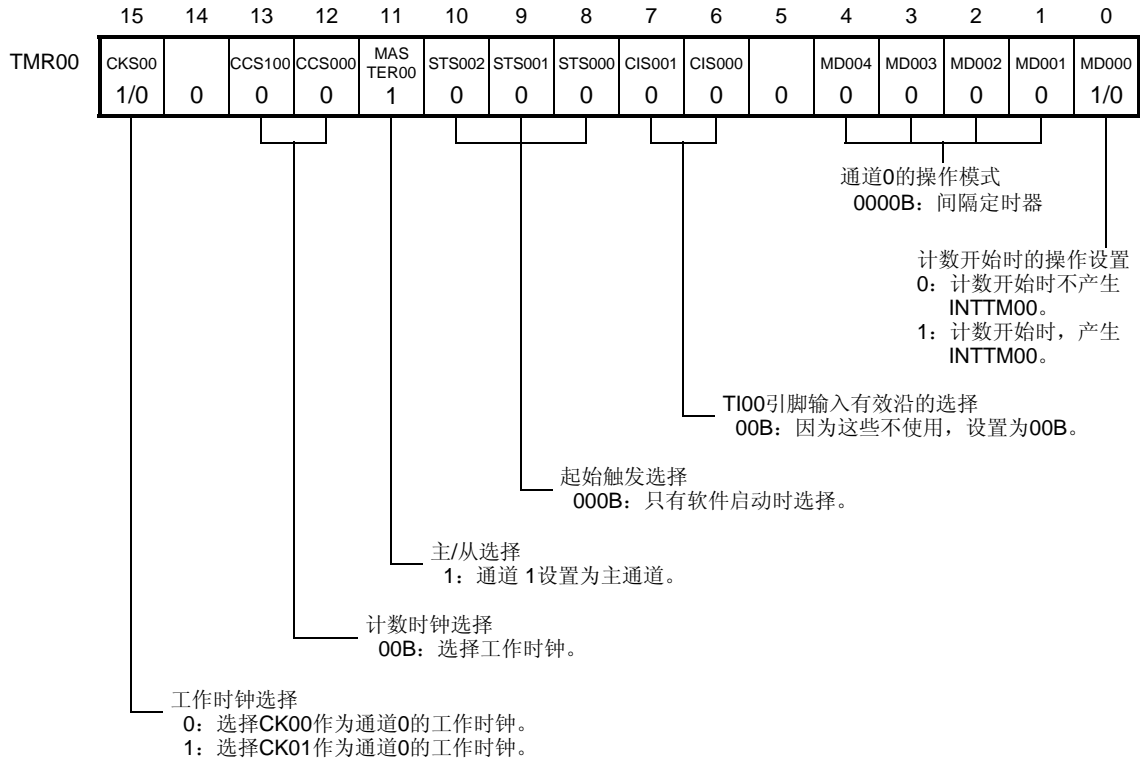 15 14 13 12 11 10 9 8 7 6 5 4 3 2 1 0
TMR00 CKS00 CCS100 CCS000 MAS TER00 STS002 STS001 STS000 CIS001 CIS000 MD004 MD003 MD002 MD001 MD000
1/0 0 0 0 1 0 0 0 0 0 0 0 0 0 0 1/0
通道0的操作模式
0000B：间隔定时器
计数开始时的操作设置
0：计数开始时不产生
INTTM00。
1：计数开始时，产生
INTTM00。
TI00引脚输入有效沿的选择
00B：因为这些不使用，设置为00B。
起始触发选择
000B：只有软件启动时选择。
主/从选择
1：通道 1设置为主通道。
计数时钟选择
00B：选择工作时钟。
工作时钟选择
0：选择CK00作为通道0的工作时钟。
1：选择CK01作为通道0的工作时钟。